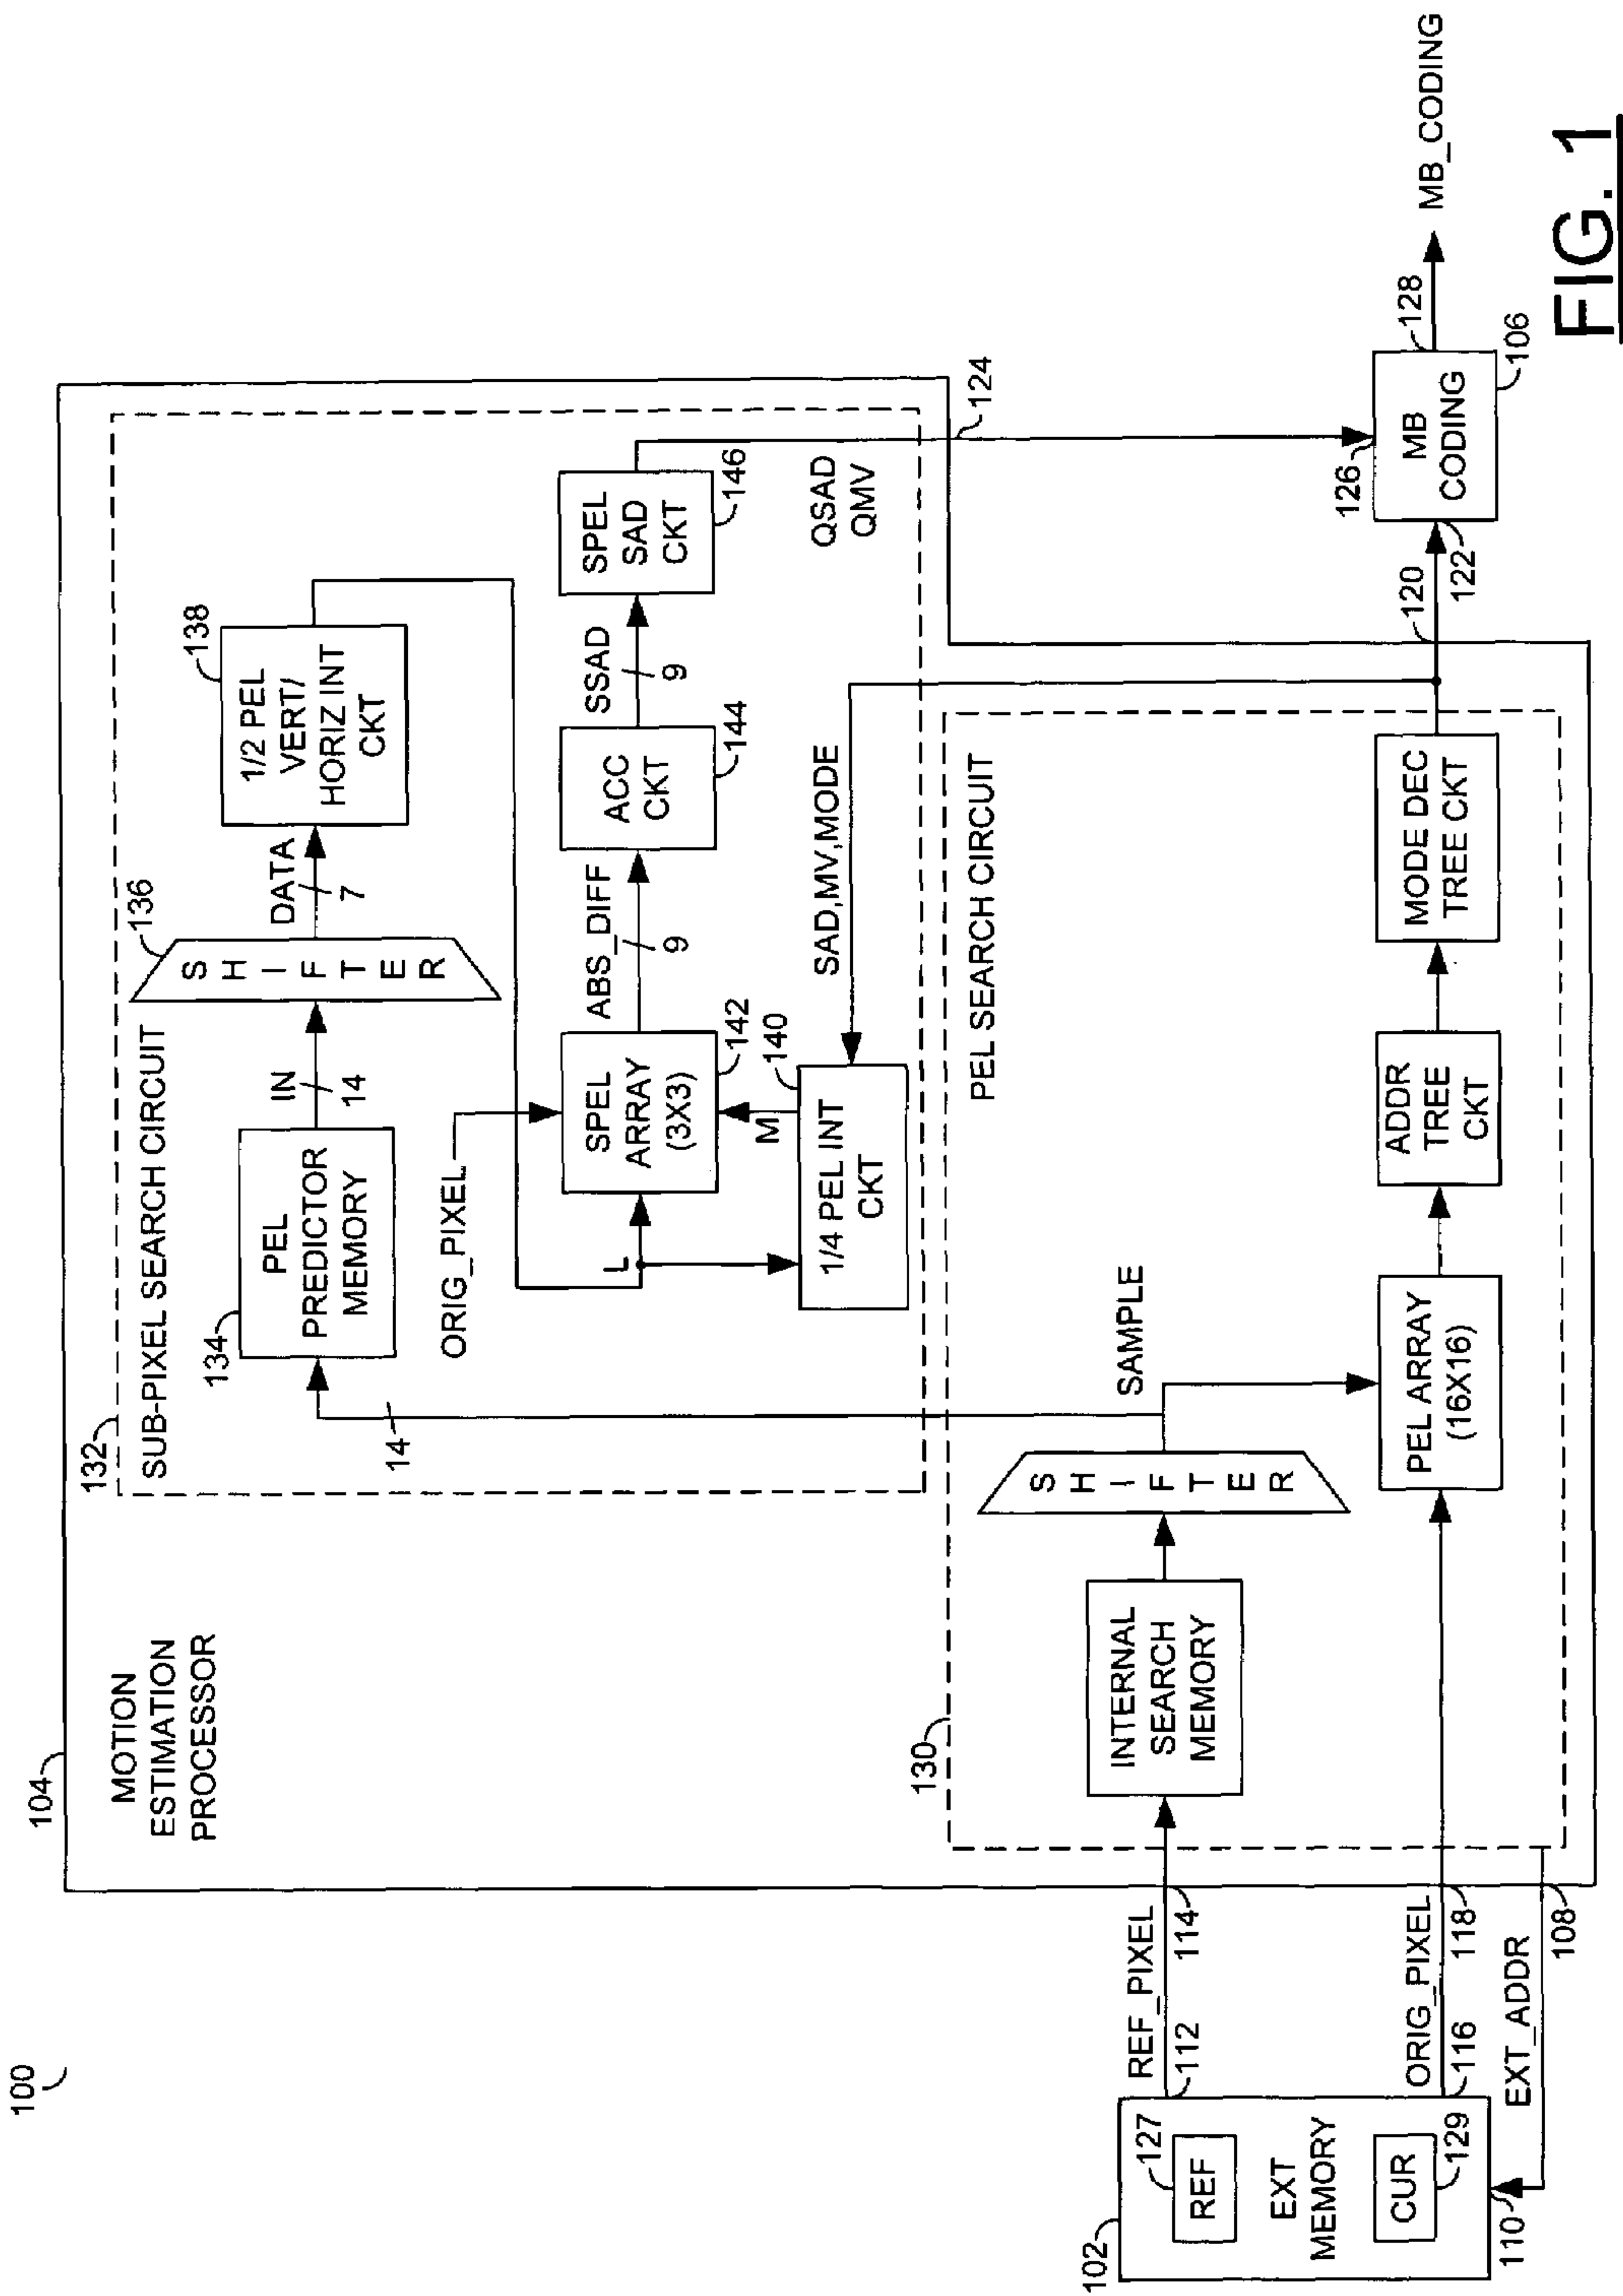 100
104
MOTION
ESTIMATION
PROCESSOR
132
SUB-PIXEL SEARCH CIRCUIT
134
PEL
PREDICTOR
MEMORY
IN
14
136
SHIFTER
DATA
7
138
1/2 PEL
VERT/
HORIZ INT
CKT
14
ORIG_PIXEL
L
SPEL
ARRAY
(3X3)
142
ABS_DIFF
9
ACC
CKT
144
SSAD
9
SPEL
SAD
CKT
146
M
140
1/4 PEL INT
CKT
SAD,MV,MODE
QSAD
QMV
124
130
PEL SEARCH CIRCUIT
INTERNAL
SEARCH
MEMORY
SHIFTER
SAMPLE
PEL ARRAY
(16X16)
ADDR
TREE
CKT
MODE DEC
TREE CKT
120
122
126
MB
CODING
106
128
MB_CODING
102
127
REF
EXT
MEMORY
CUR
129
110
REF_PIXEL
112
114
ORIG_PIXEL
116
118
EXT_ADDR
108
FIG. 1